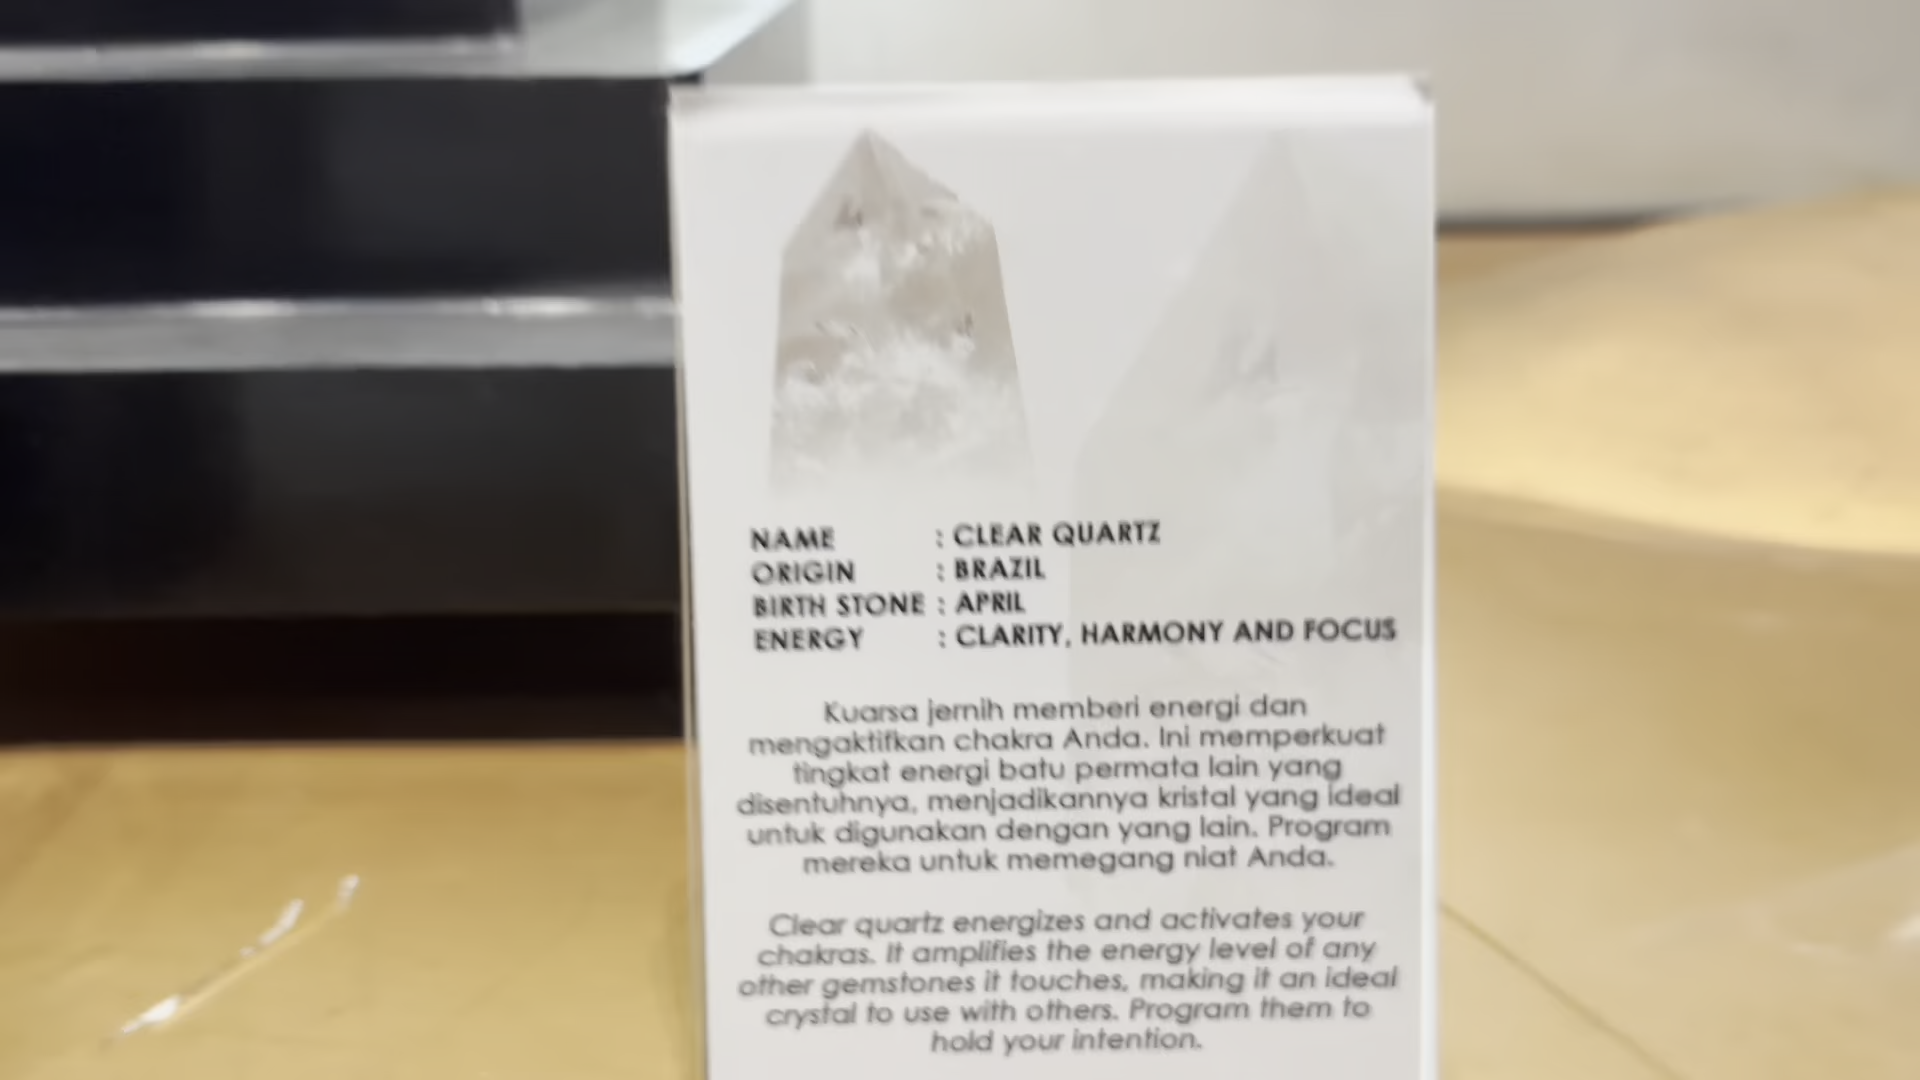 NAME : CLEAR QUARTZ
ORIGIN : BRAZIL
BIRTH STONE : APRIL
ENERGY : CLARITY, HARMONY AND FOCUS
Kuarsa jernih memberi energi dan
mengaktifkan chakra Anda. Ini memperkuat
tingkat energi batu permata lain yang
disentuhnya, menjadikannya kristal yang ideal
untuk digunakan dengan yang lain. Program
mereka untuk memegang niat Anda.
Clear quartz energizes and activates your
chakras. It amplifies the energy level of any
other gemstones it touches, making it an ideal
crystal to use with others. Program them to
hold your intention.